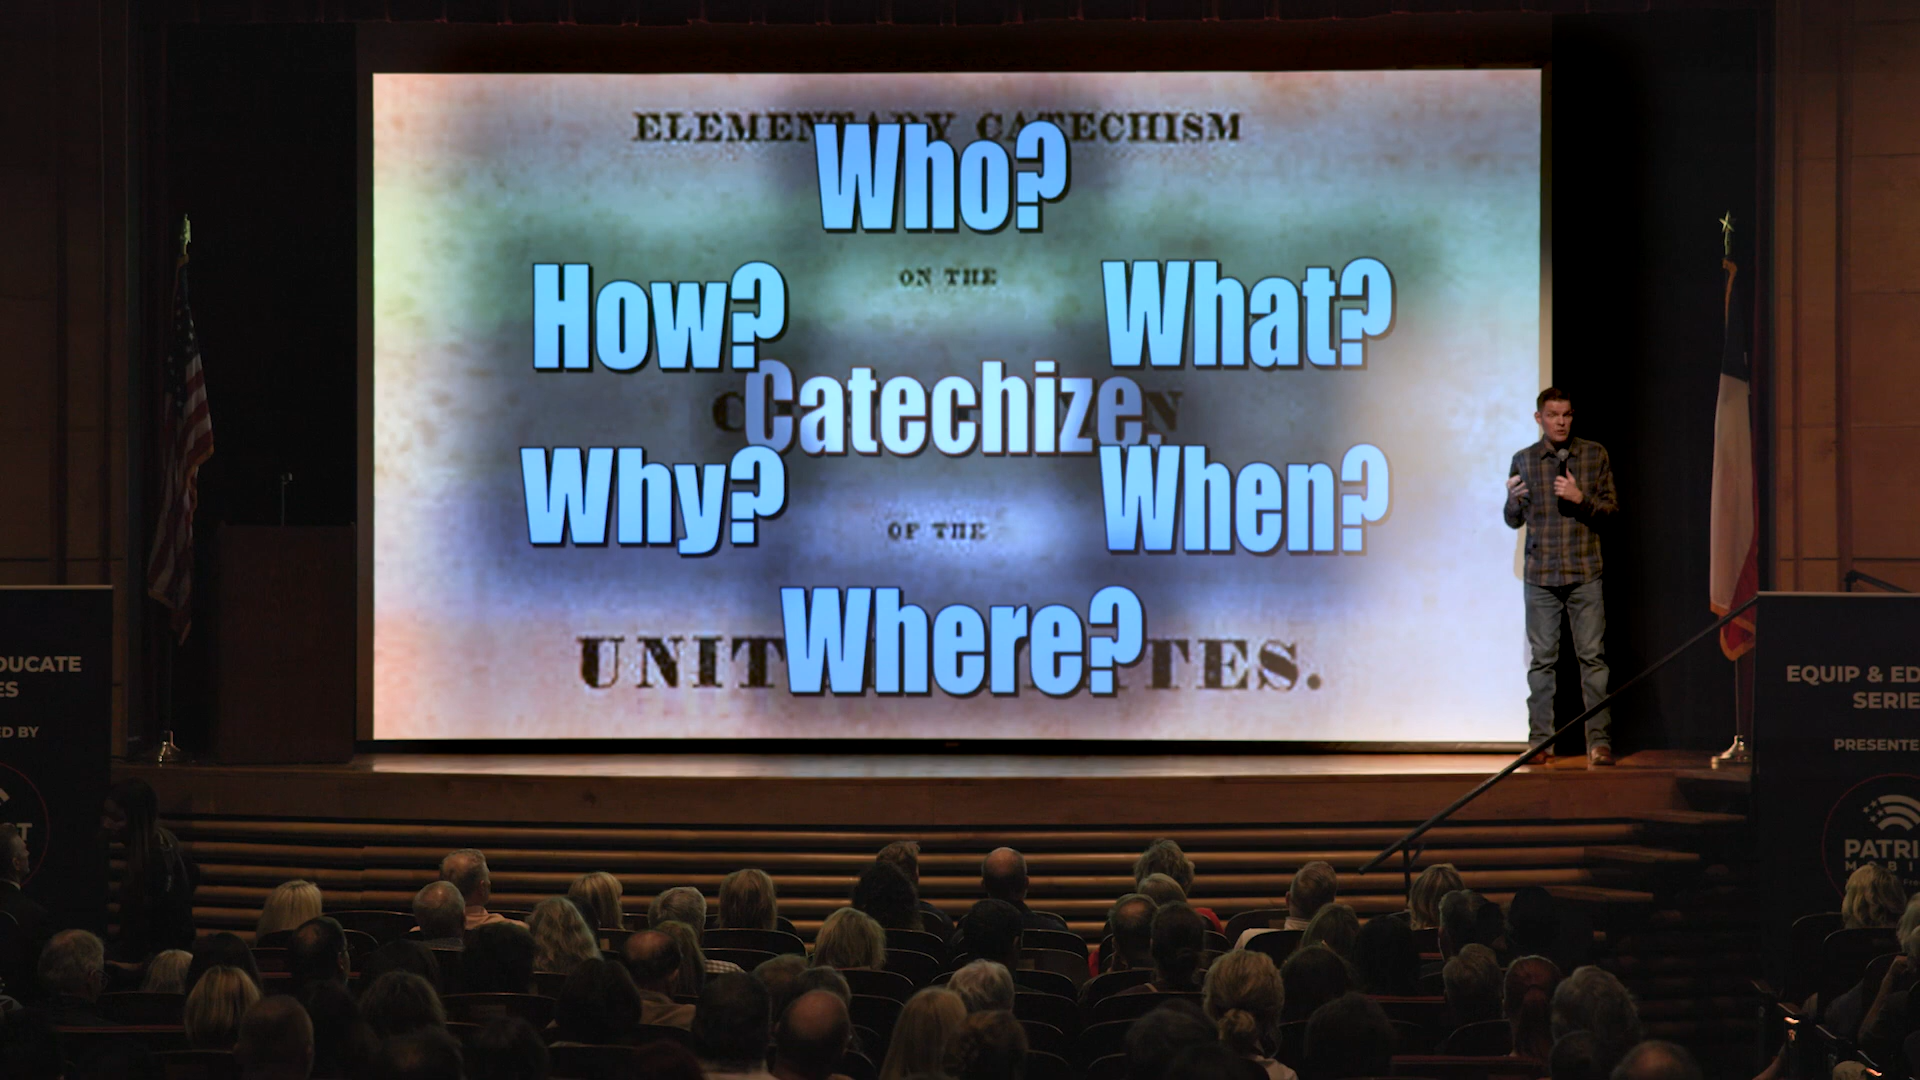 ELEMENTARY CATECHISM
Who?
ON THE
How?
What?
Catechize
Why?
When?
OF THE
Where?
UNIT TES.
DUCATE
ES
ED BY
T
EQUIP & ED
SERIE
PRESENTE
PATRI
MOBI